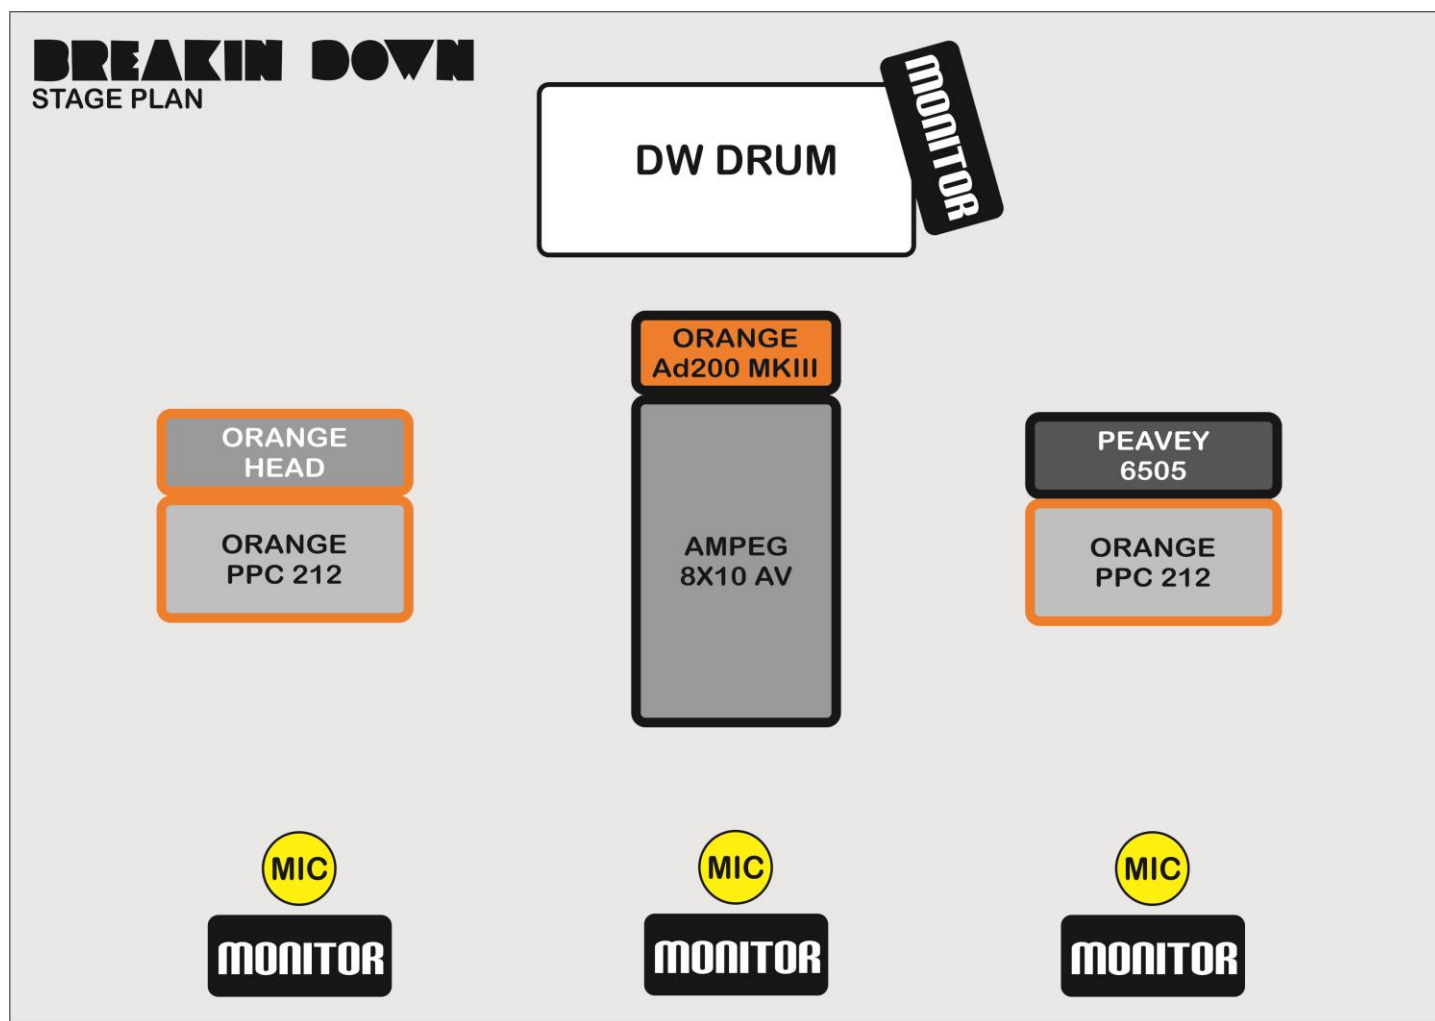 BREAKIN DOWN
STAGE PLAN
DW DRUM
MONITOR
ORANGE
Ad200 MKIII
ORANGE
HEAD
PEAVEY
6505
ORANGE
PPC 212
AMPEG
8X10 AV
ORANGE
PPC 212
MIC
MIC
MIC
MONITOR
MONITOR
MONITOR